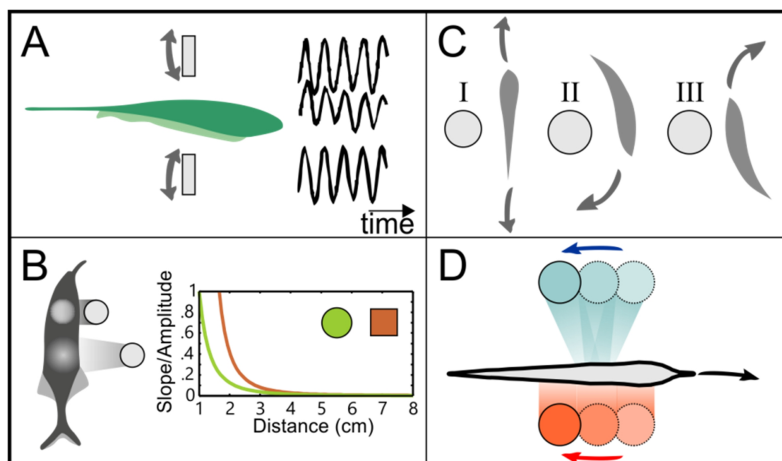 A
time
B
Slope/Amplitude
1
.8
.6
.4
.2
0
1 2 3 4 5 6 7 8
Distance (cm)
C
I II III
D